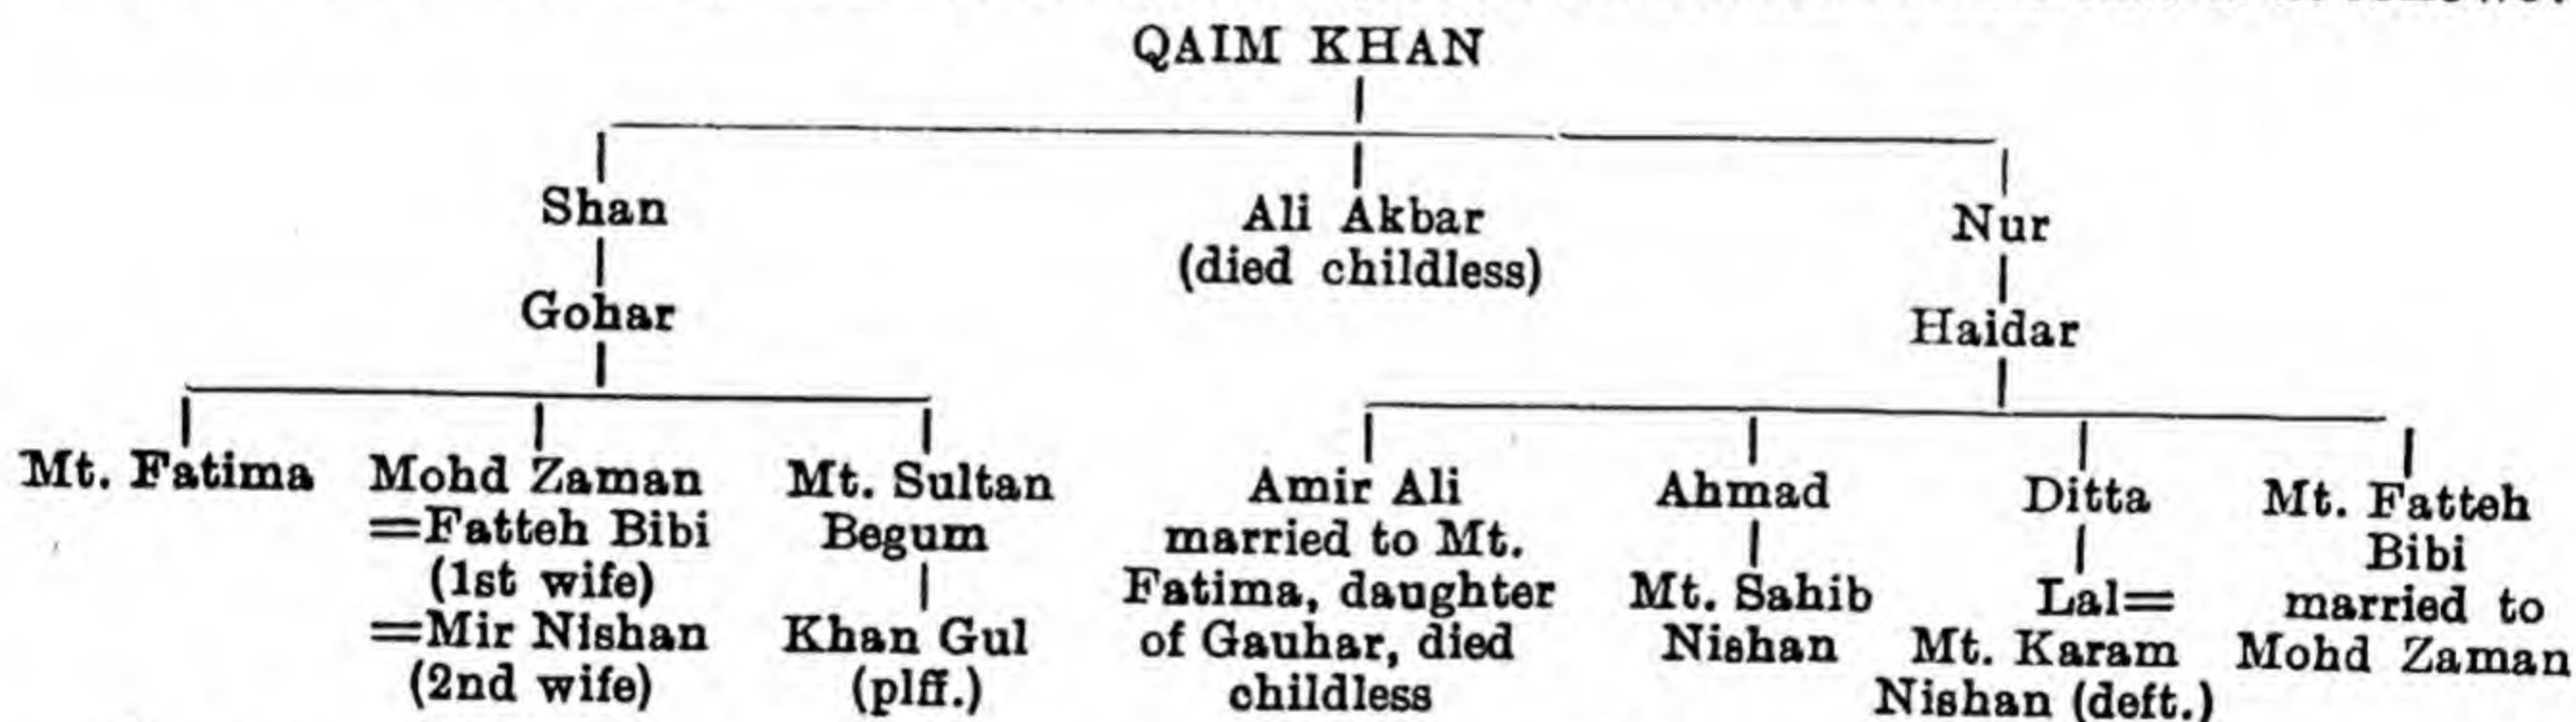 QAIM KHAN
Shan
Ali Akbar
(died childless)
Nur
Gohar
Haidar
Mt. Fatima
Mohd Zaman
=Fatteh Bibi
(1st wife)
=Mir Nishan
(2nd wife)
Mt. Sultan
Begum
Khan Gul
(plff.)
Amir Ali
married to Mt.
Fatima, daughter
of Gauhar, died
childless
Ahmad
Mt. Sahib
Nishan
Ditta
Lal=
Mt. Karam
Nishan (deft.)
Mt. Fatteh
Bibi
married to
Mohd Zaman